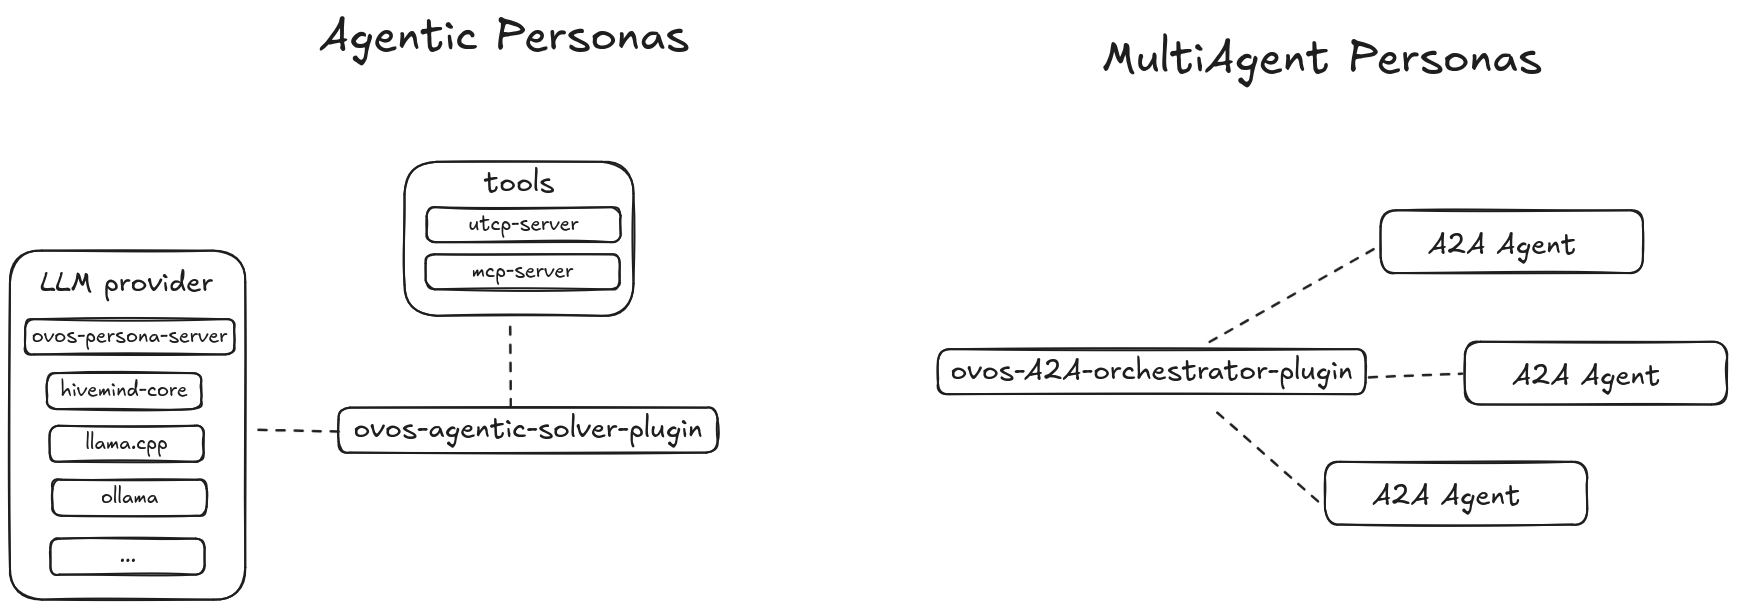 Agentic Personas
tools
utcp-server
mcp-server
LLM provider
ovos-persona-server
hivemind-core
llama.cpp
ollama
...
ovos-agentic-solver-plugin
MultiAgent Personas
A2A Agent
ovos-A2A-orchestrator-plugin
A2A Agent
A2A Agent